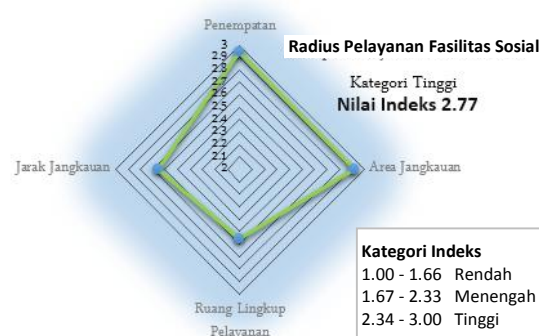 Penempatan
Radius Pelayanan Fasilitas Sosial
Kategori Tinggi
Nilai Indeks 2.77
3
2.9
2.8
2.7
2.6
2.5
2.4
2.3
2.2
2.1
2
Jarak Jangkauan
Area Jangkauan
Ruang Lingkup
Pelayanan
Kategori Indeks
1.00 - 1.66 Rendah
1.67 - 2.33 Menengah
2.34 - 3.00 Tinggi